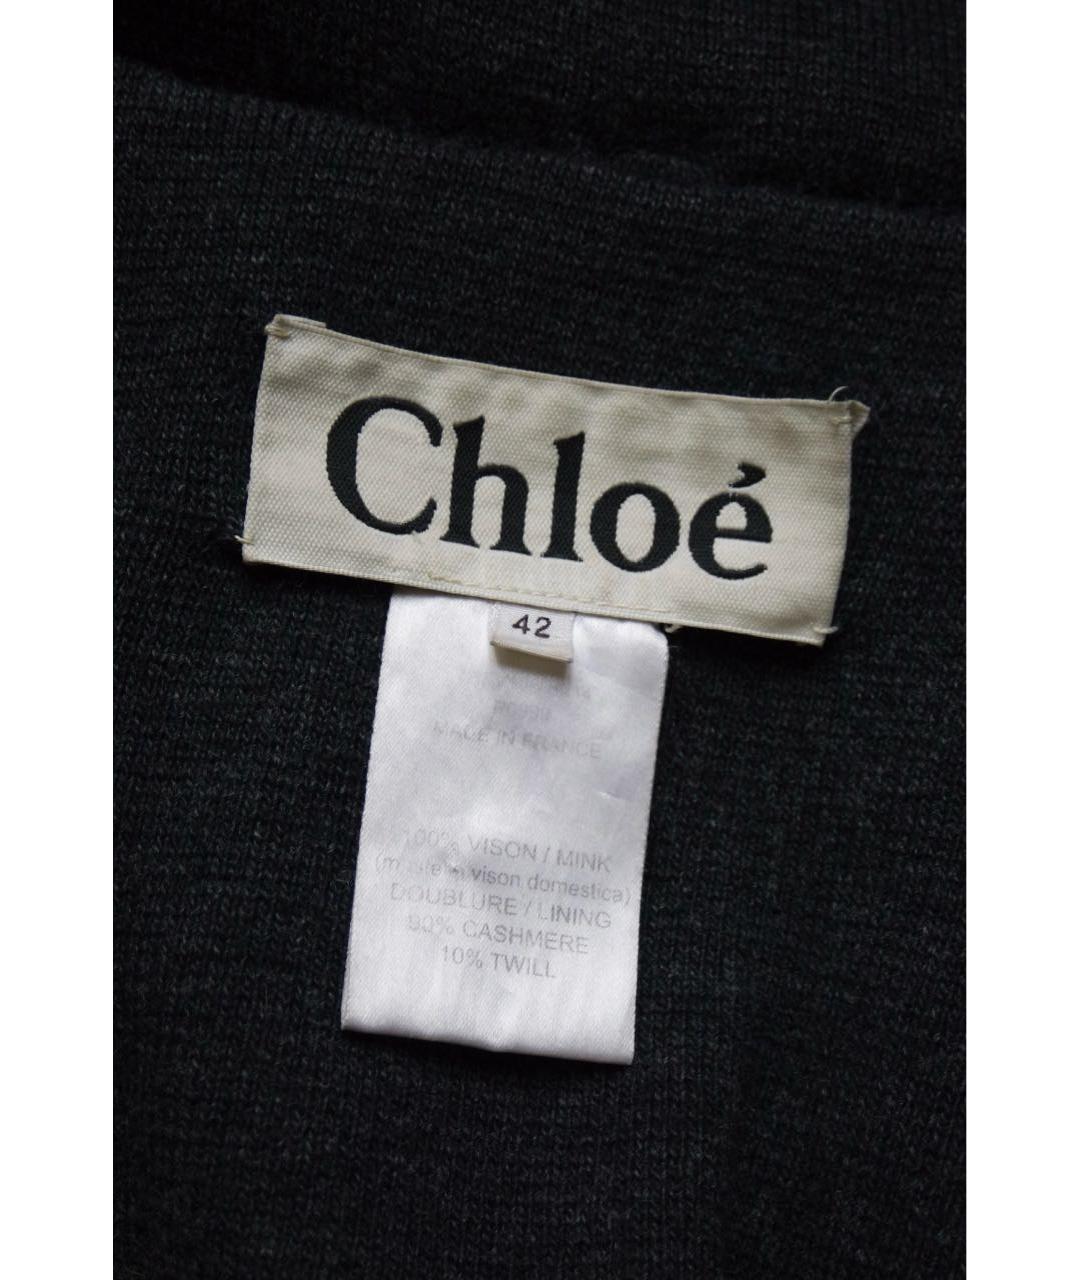 Chloé
42
MADE IN FRANCE
100% VISON / MINK
vison domestica)
DOUBLURE / LINING
90% CASHMERE
10% TWILL